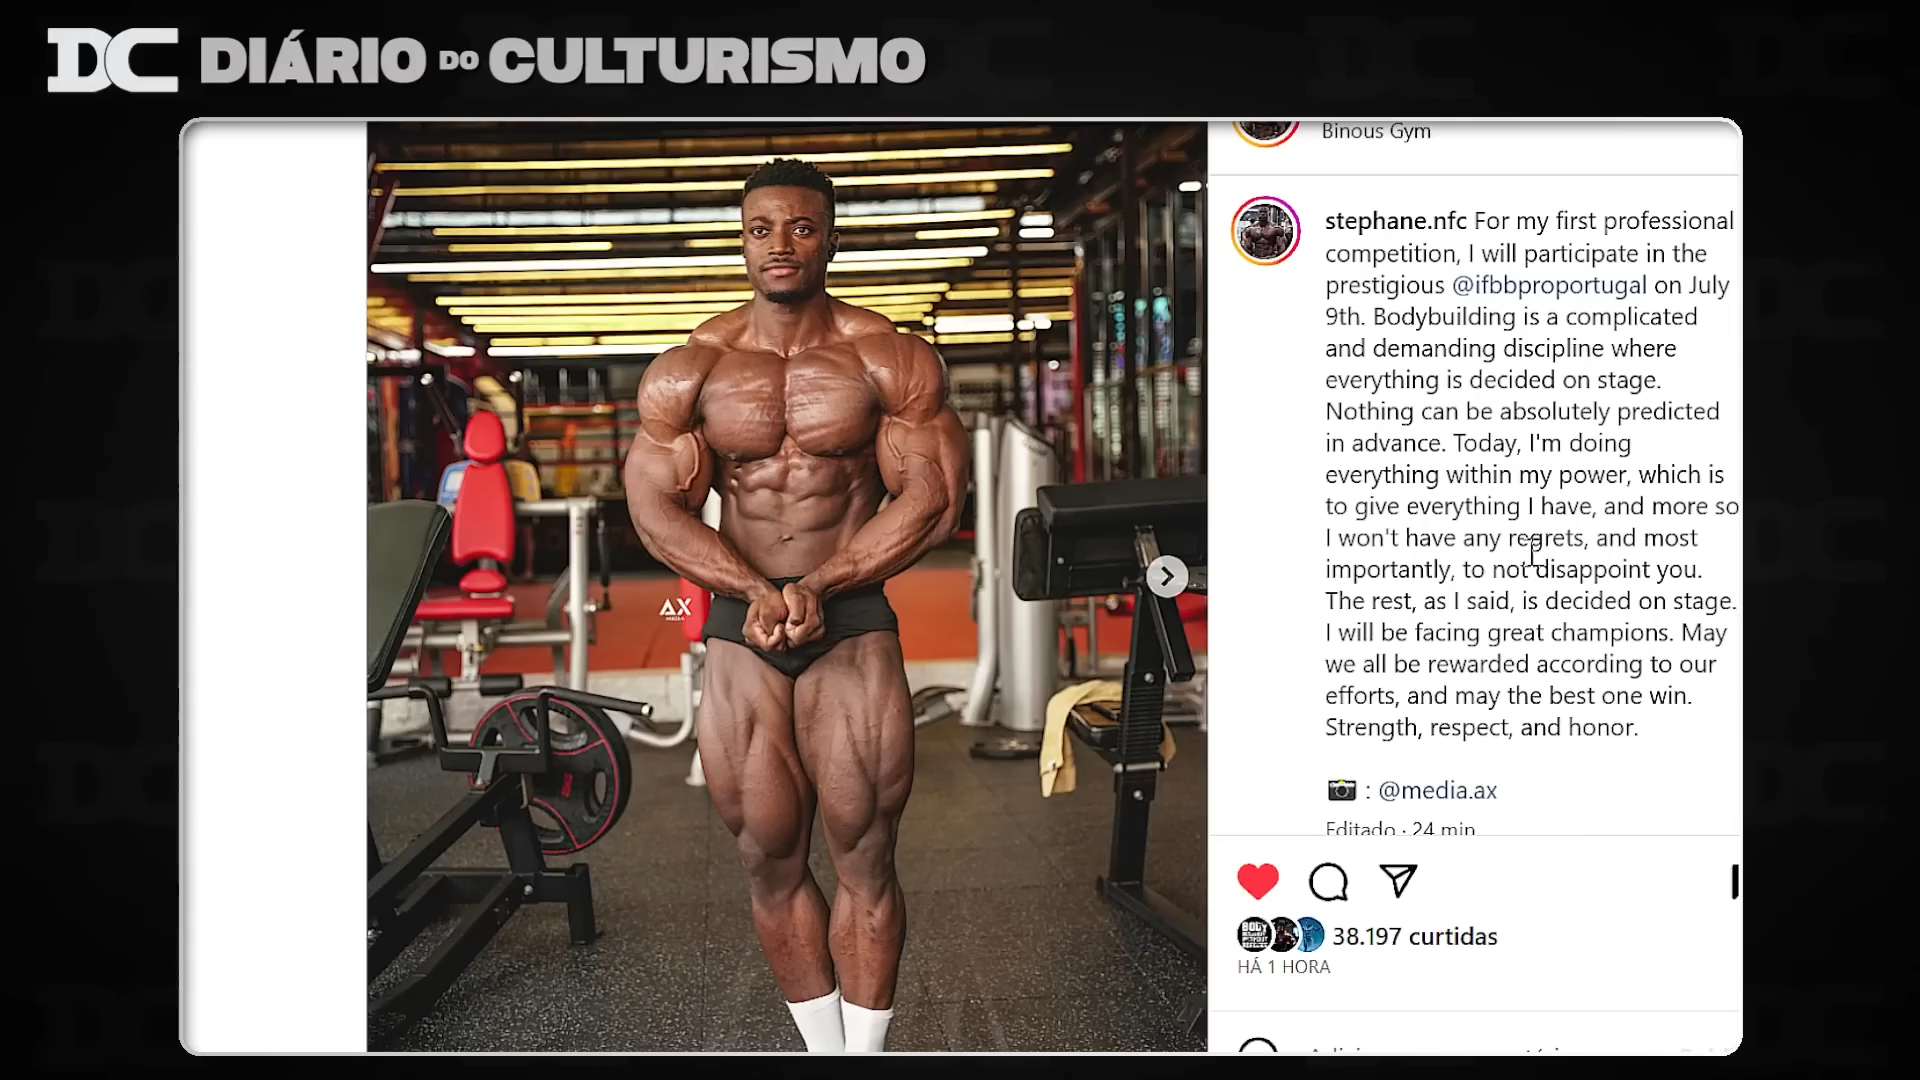 DC DIÁRIO DO CULTURISMO
Binous Gym
stephane.nfc For my first professional
competition, I will participate in the
prestigious @ifbbproportugal on July
9th. Bodybuilding is a complicated
and demanding discipline where
everything is decided on stage.
Nothing can be absolutely predicted
in advance. Today, I'm doing
everything within my power, which is
to give everything I have, and more so
I won't have any regrets, and most
importantly, to not disappoint you.
The rest, as I said, is decided on stage.
I will be facing great champions. May
we all be rewarded according to our
efforts, and may the best one win.
Strength, respect, and honor.
📷 : @media.ax
Editado · 24 min
38.197 curtidas
HÁ 1 HORA
AX
MEDIA